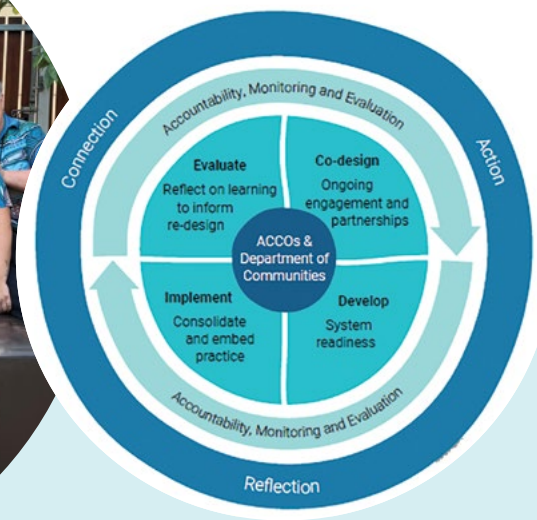 Connection
Action
Reflection
Accountability, Monitoring and Evaluation
Evaluate
Reflect on learning
to inform
re-design
Co-design
Ongoing
engagement and
partnerships
ACCOs &
Department of
Communities
Implement
Consolidate
and embed
practice
Develop
System
readiness
Accountability, Monitoring and Evaluation